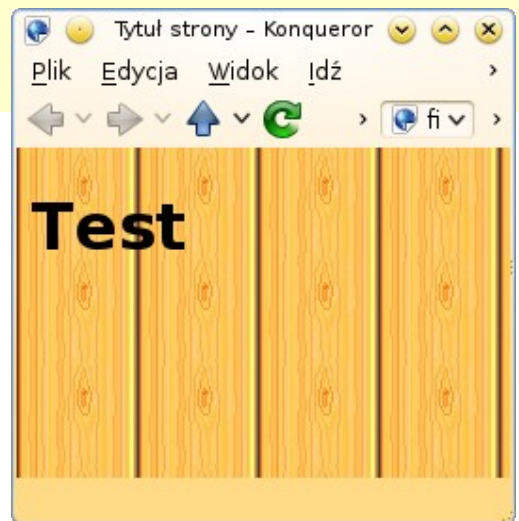 Tytuł strony - Konqueror
Plik Edycja Widok Idź
fi
Test